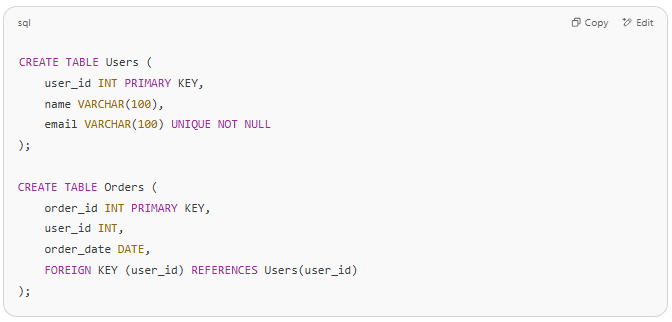 sql
Copy
Edit
CREATE TABLE Users (
    user_id INT PRIMARY KEY,
    name VARCHAR(100),
    email VARCHAR(100) UNIQUE NOT NULL
);
CREATE TABLE Orders (
    order_id INT PRIMARY KEY,
    user_id INT,
    order_date DATE,
    FOREIGN KEY (user_id) REFERENCES Users(user_id)
);